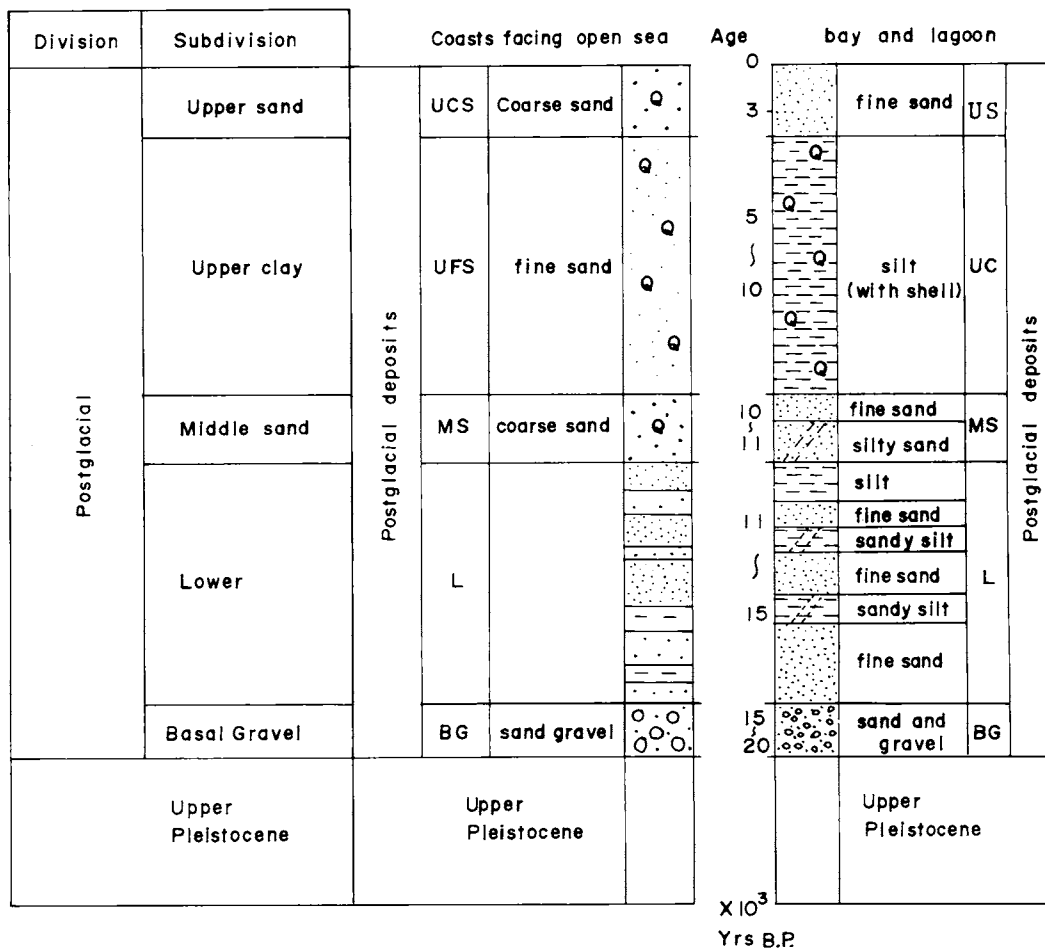 Division
Subdivision
Coasts facing open sea
Age
bay and lagoon
Postglacial
Upper sand
Upper clay
Middle sand
Lower
Basal Gravel
Upper
Pleistocene
Postglacial deposits
UCS
Coarse sand
UFS
fine sand
MS
coarse sand
L
BG
sand gravel
Upper
Pleistocene
0
3
5
~
10
10
~
11
11
~
15
15
~
20
X10³
Yrs B.P.
fine sand
US
silt
(with shell)
UC
fine sand
MS
silty sand
silt
fine sand
sandy silt
fine sand
L
sandy silt
fine sand
sand and
gravel
BG
Postglacial deposits
Upper
Pleistocene